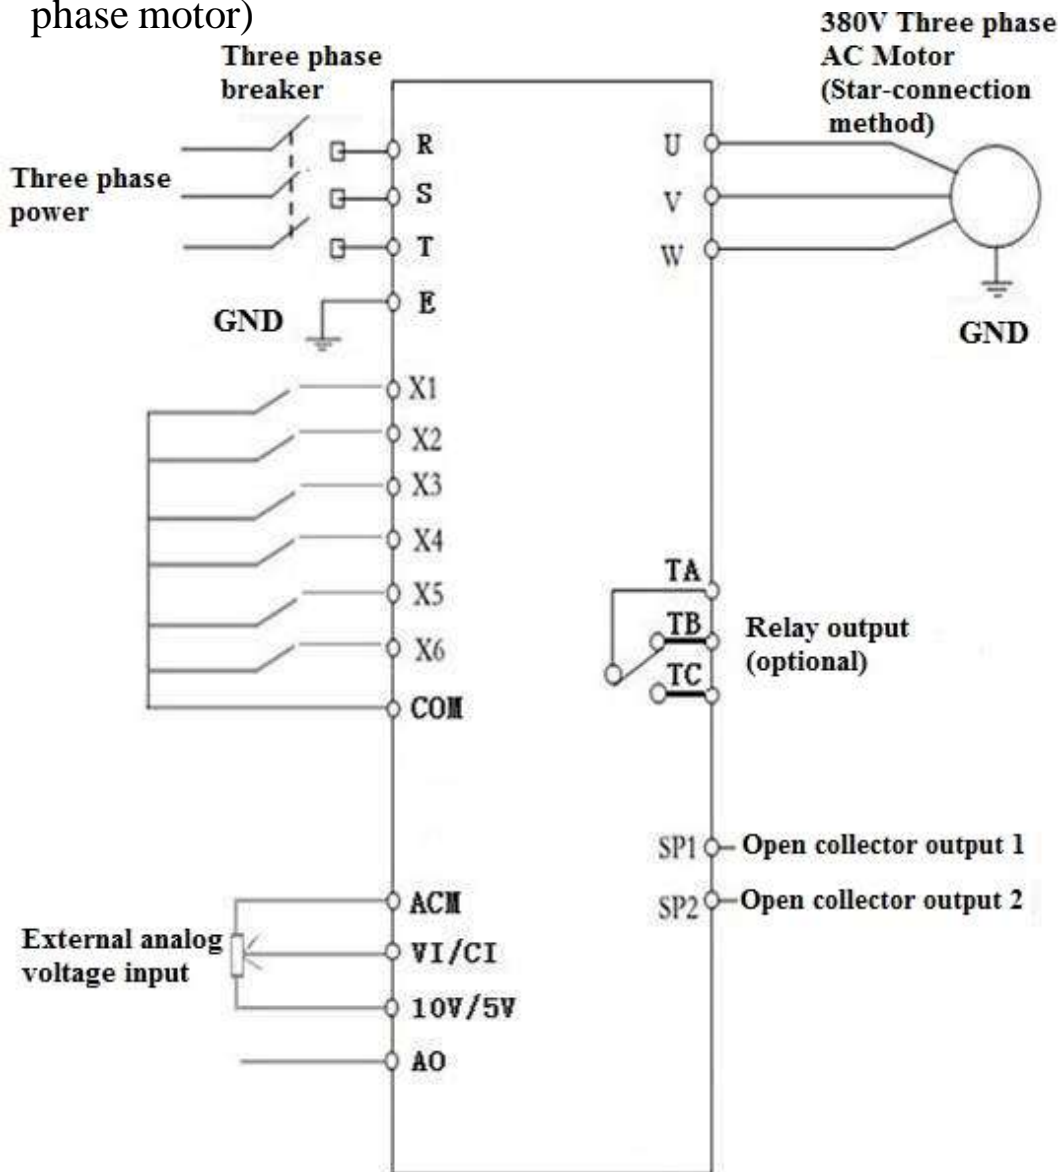 phase motor)
380V Three phase
AC Motor
(Star-connection
method)
Three phase
breaker
Three phase
power
R
S
T
E
GND
U
V
W
GND
X1
X2
X3
X4
X5
X6
COM
TA
TB
TC
Relay output
(optional)
SP1
Open collector output 1
SP2
Open collector output 2
External analog
voltage input
ACM
VI/CI
10V/5V
AO